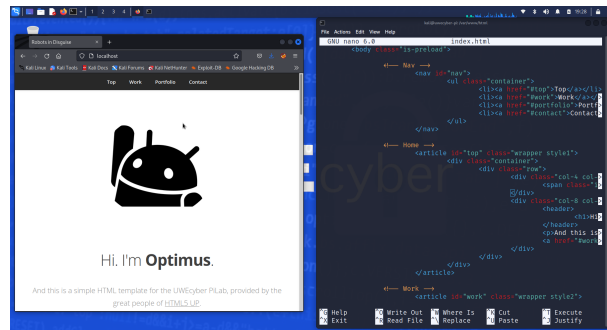 1 2 3 4
19:28
Robots in Disguise
localhost
Kali Linux Kali Tools Kali Docs Kali Forums Kali NetHunter Exploit-DB Google Hacking DB
Top Work Portfolio Contact
Hi. I'm Optimus.
And this is a simple HTML template for the UWEcyber PiLab, provided by
the great people of HTML5 UP.
cyber
File Actions Edit View Help
GNU nano 6.0 index.html
<body class="is-preload">
<!-- Nav -->
<nav id="nav">
<ul class="container">
<li><a href="#top">Top</a></li>
<li><a href="#work">Work</a></
<li><a href="#portfolio">Portf
<li><a href="#contact">Contact
</ul>
</nav>
<!-- Home -->
<article id="top" class="wrapper style1">
<div class="container">
<div class="row">
<div class="col-4 col-
<span class="i
</div>
<div class="col-8 col-
<header>
<h1>Hi
</header>
<p>And this is
<a href="#work
</div>
</div>
</div>
</article>
<!-- Work -->
<article id="work" class="wrapper style2">
^G Help ^O Write Out ^W Where Is ^K Cut ^T Execute
^X Exit ^R Read File ^\ Replace ^U Paste ^J Justify